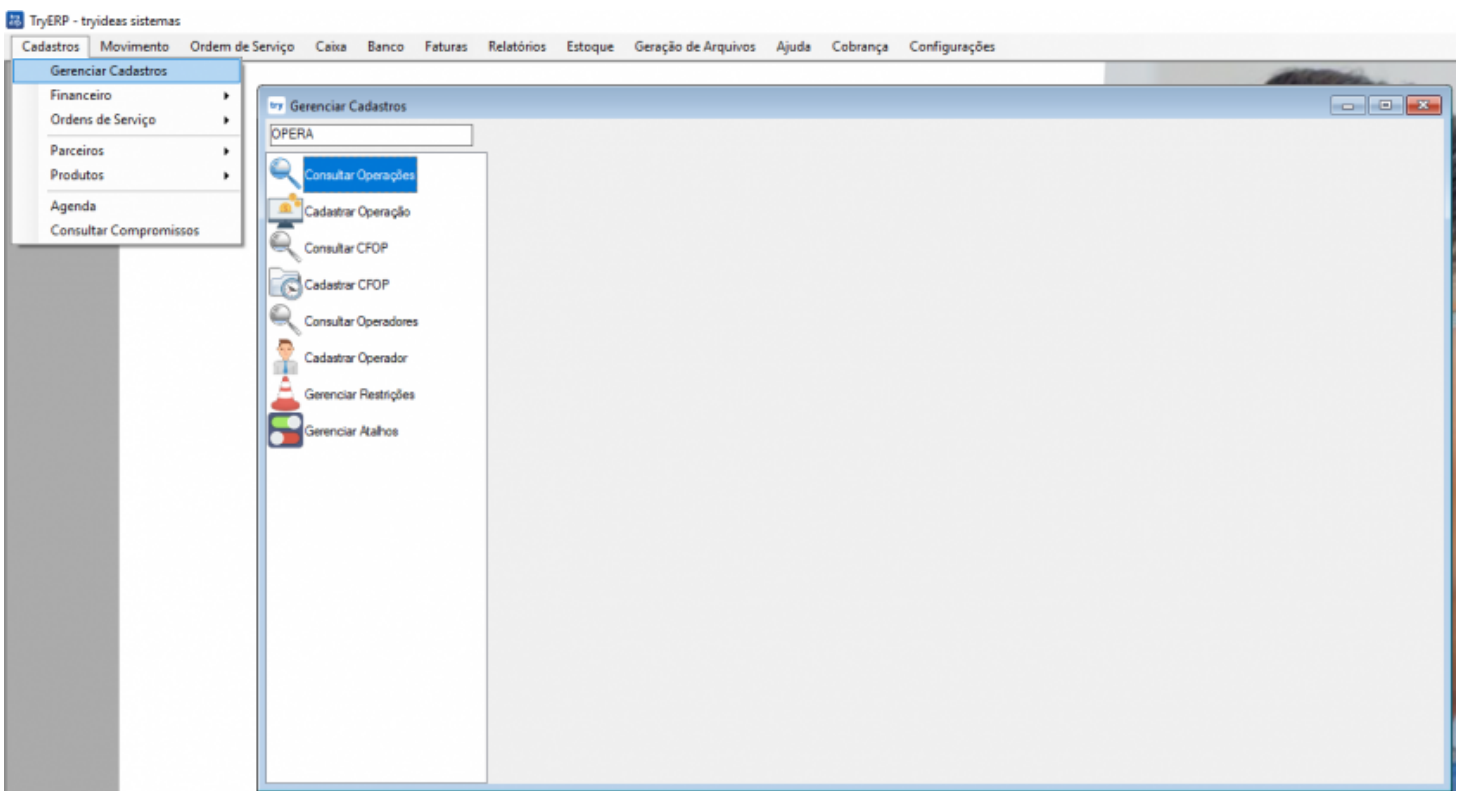 TryERP - tryideas sistemas
Cadastros Movimento Ordem de Serviço Caixa Banco Faturas Relatórios Estoque Geração de Arquivos Ajuda Cobrança Configurações
Gerenciar Cadastros
Financeiro
Ordens de Serviço
Parceiros
Produtos
Agenda
Consultar Compromissos
try Gerenciar Cadastros
OPERA
Consultar Operações
Cadastrar Operação
Consultar CFOP
Cadastrar CFOP
Consultar Operadores
Cadastrar Operador
Gerenciar Restrições
Gerenciar Atalhos